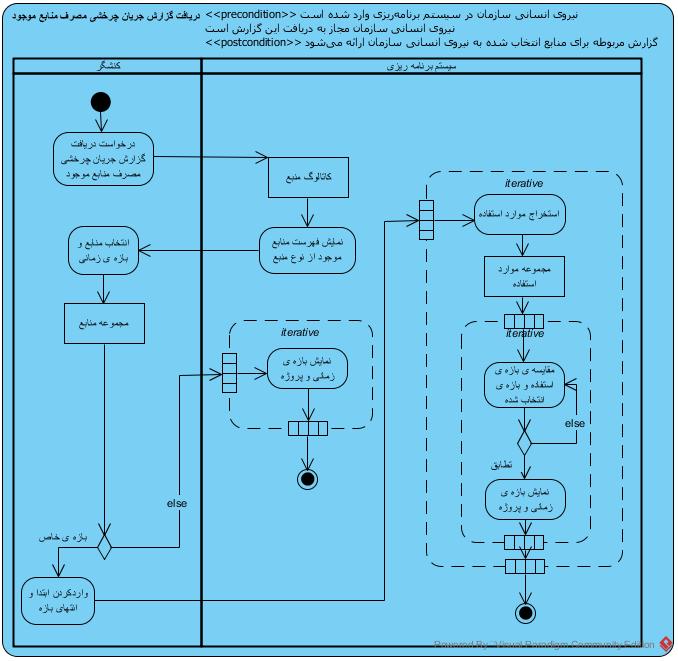 دریافت گزارش جریان چرخشی مصرف منابع موجود
<<precondition>> نیروی انسانی سازمان در سیستم برنامه‌ریزی وارد شده است
نیروی انسانی سازمان مجاز به دریافت این گزارش است
<<postcondition>> گزارش مربوطه برای منابع انتخاب شده به نیروی انسانی سازمان ارائه می‌شود
کنشگر
سیستم برنامه ریزی
درخواست دریافت
گزارش جریان چرخشی
مصرف منابع موجود
کاتالوگ منبع
نمایش فهرست منابع
موجود از نوع منبع
انتخاب منابع و
بازه ی زمانی
مجموعه منابع
else
بازه ی خاص
واردکردن ابتدا و
انتهای بازه
iterative
نمایش بازه ی
زمانی و پروژه
iterative
استخراج موارد استفاده
مجموعه موارد
استفاده
iterative
مقایسه ی بازه ی
استفاده و بازه ی
انتخاب شده
else
تطابق
نمایش بازه ی
زمانی و پروژه
Powered By Visual Paradigm Community Edition